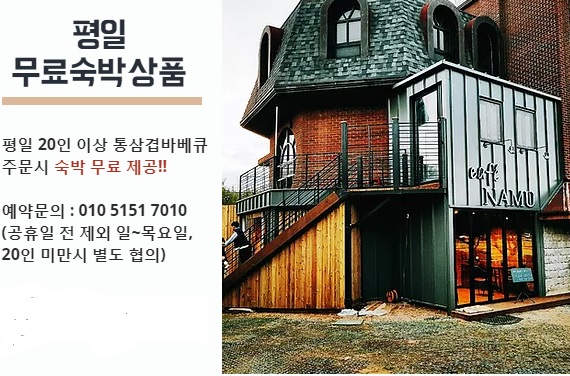 평일
무료숙박상품
평일 20인 이상 통삼겹바베큐
주문시 숙박 무료 제공!!
예약문의 : 010 5151 7010
(공휴일 전 제외 일~목요일,
20인 미만시 별도 협의)
café
NAMU